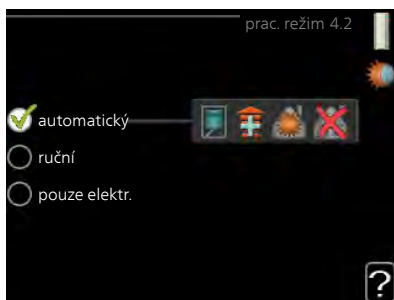 prac. režim 4.2
automatický
ruční
pouze elektr.
?